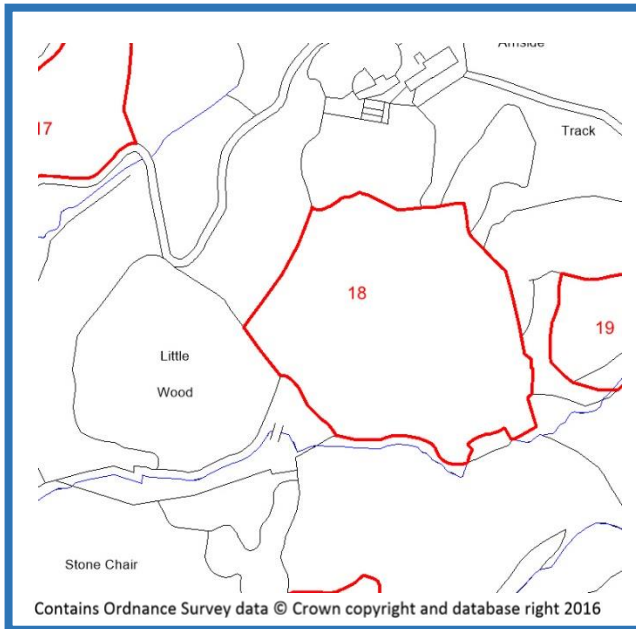 17
Track
18
19
Little
Wood
Stone Chair
Contains Ordnance Survey data © Crown copyright and database right 2016